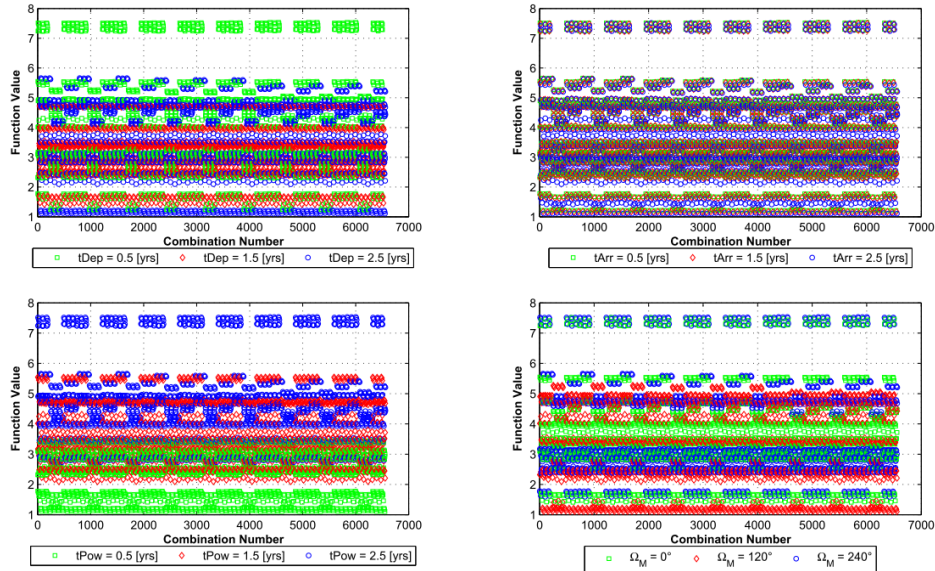 8
7
6
5
4
3
2
1
Function Value
0 1000 2000 3000 4000 5000 6000 7000
Combination Number
tDep = 0.5 [yrs] tDep = 1.5 [yrs] tDep = 2.5 [yrs]
8
7
6
5
4
3
2
1
Function Value
0 1000 2000 3000 4000 5000 6000 7000
Combination Number
tArr = 0.5 [yrs] tArr = 1.5 [yrs] tArr = 2.5 [yrs]
8
7
6
5
4
3
2
1
Function Value
0 1000 2000 3000 4000 5000 6000 7000
Combination Number
tPow = 0.5 [yrs] tPow = 1.5 [yrs] tPow = 2.5 [yrs]
8
7
6
5
4
3
2
1
Function Value
0 1000 2000 3000 4000 5000 6000 7000
Combination Number
Ω_M = 0° Ω_M = 120° Ω_M = 240°